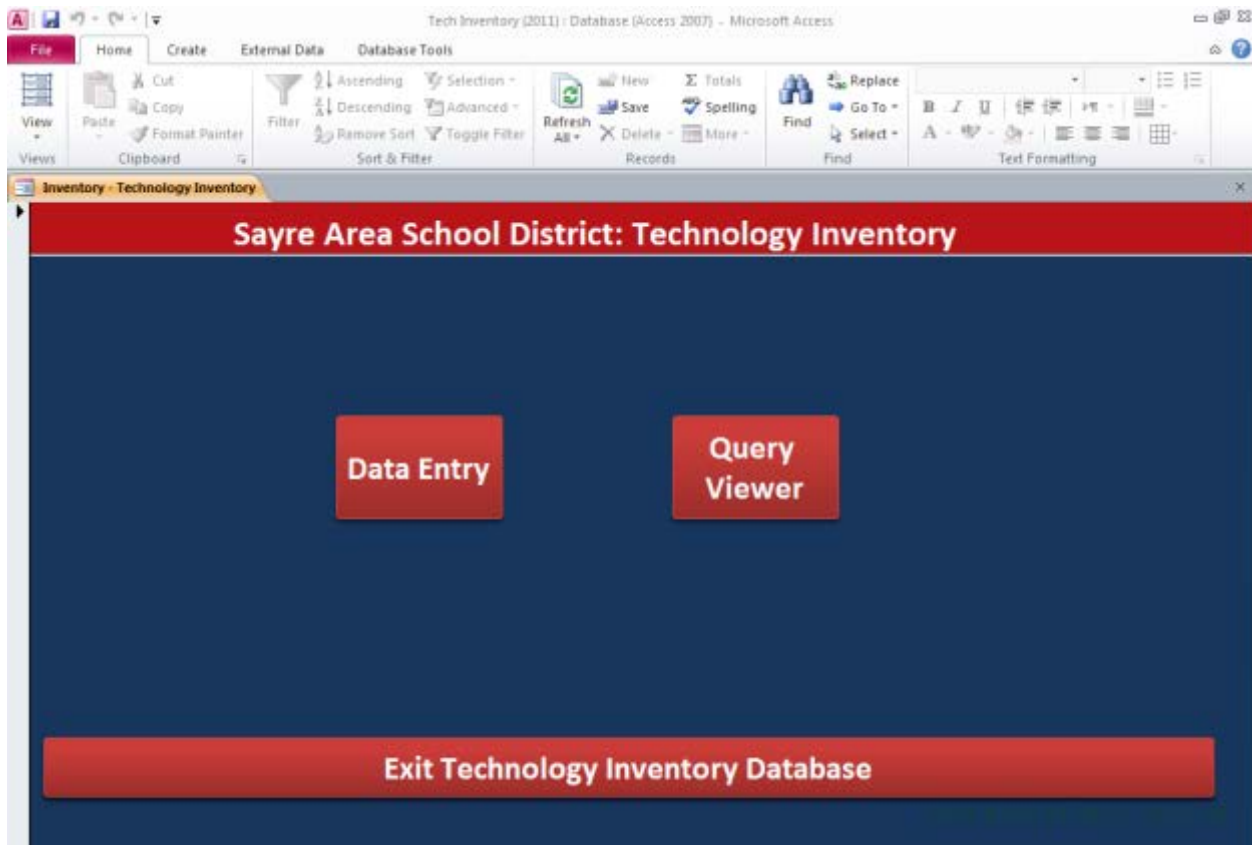 Tech Inventory (2011) : Database (Access 2007) - Microsoft Access
File Home Create External Data Database Tools
View
Views
Paste
Cut
Copy
Format Painter
Clipboard
Filter
Ascending
Descending
Remove Sort
Selection
Advanced
Toggle Filter
Sort & Filter
Refresh
All
New
Save
Delete
Totals
Spelling
More
Records
Find
Replace
Go To
Select
Find
B I U
A
Text Formatting
Inventory - Technology Inventory
Sayre Area School District: Technology Inventory
Data Entry
Query
Viewer
Exit Technology Inventory Database